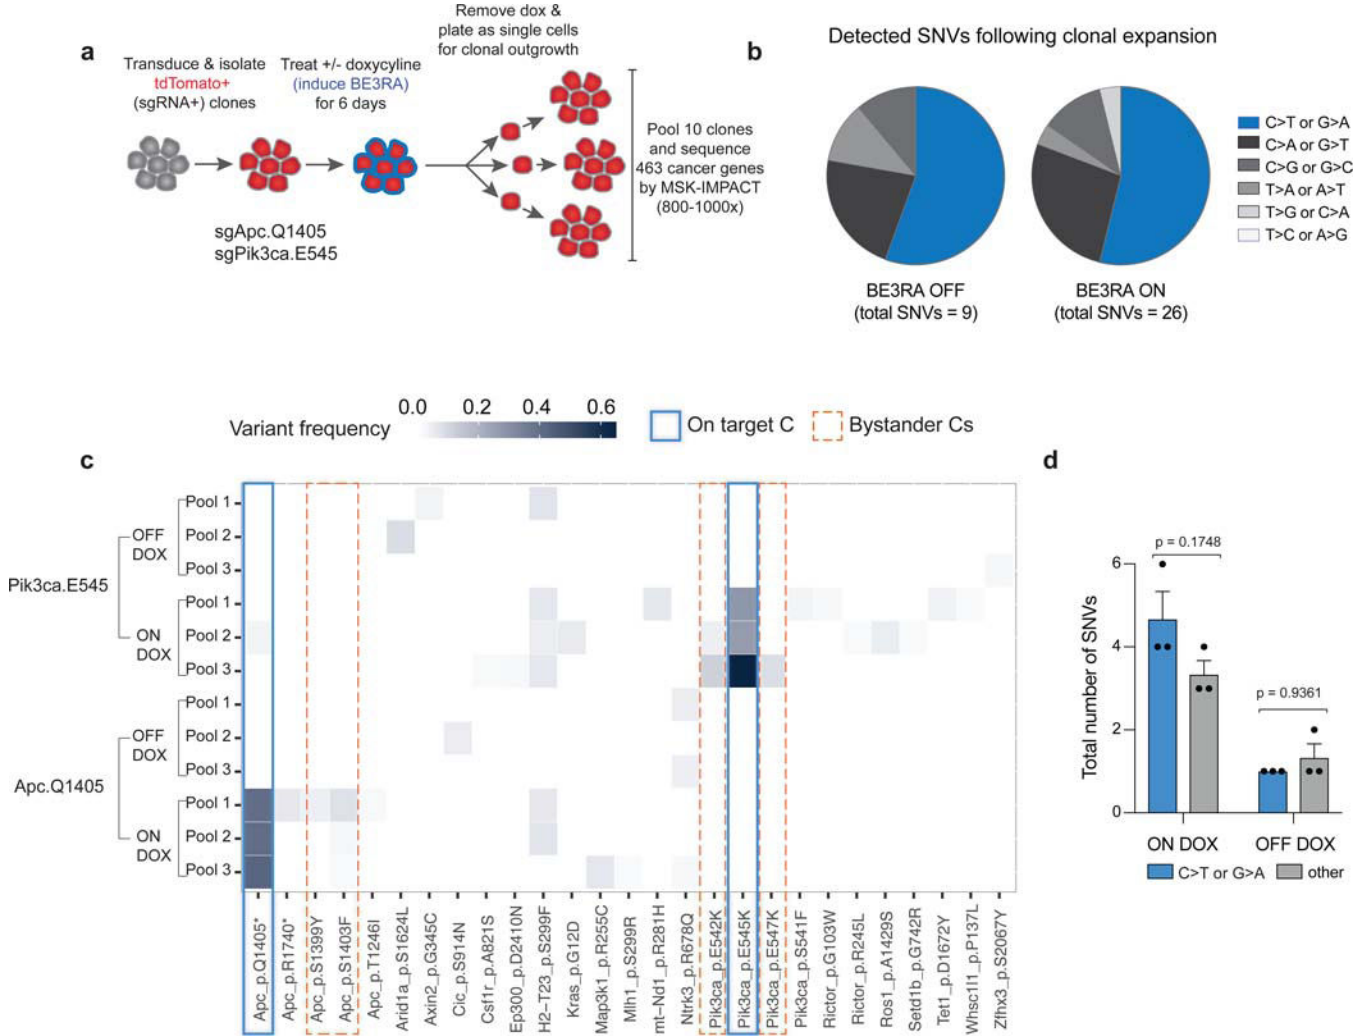 a
Transduce & isolate
tdTomato+
(sgRNA+) clones
Treat +/- doxycyline
(induce BE3RA)
for 6 days
Remove dox &
plate as single cells
for clonal outgrowth
Pool 10 clones
and sequence
463 cancer genes
by MSK-IMPACT
(800-1000x)
sgApc.Q1405
sgPik3ca.E545
b
Detected SNVs following clonal expansion
BE3RA OFF
(total SNVs = 9)
BE3RA ON
(total SNVs = 26)
C>T or G>A
C>A or G>T
C>G or G>C
T>A or A>T
T>G or C>A
T>C or A>G
c
Variant frequency
0.0 0.2 0.4 0.6
On target C
Bystander Cs
Pik3ca.E545
OFF
DOX
Pool 1
Pool 2
Pool 3
ON
DOX
Pool 1
Pool 2
Pool 3
Apc.Q1405
OFF
DOX
Pool 1
Pool 2
Pool 3
ON
DOX
Pool 1
Pool 2
Pool 3
Apc_p.Q1405*
Apc_p.R1740*
Apc_p.S1399Y
Apc_p.S1403F
Apc_p.T1246I
Arid1a_p.S1624L
Axin2_p.G345C
Cic_p.S914N
Csf1r_p.A821S
Ep300_p.D2410N
H2-T23_p.S299F
Kras_p.G12D
Map3k1_p.R255C
Mlh1_p.S299R
mt-Nd1_p.R281H
Ntrk3_p.R678Q
Pik3ca_p.E542K
Pik3ca_p.E545K
Pik3ca_p.E547K
Pik3ca_p.S541F
Rictor_p.G103W
Rictor_p.R245L
Ros1_p.A1429S
Setd1b_p.G742R
Tet1_p.D1672Y
Whsc1l1_p.P137L
Zfhx3_p.S2067Y
d
Total number of SNVs
6
4
2
0
p = 0.1748
p = 0.9361
ON DOX
OFF DOX
C>T or G>A
other